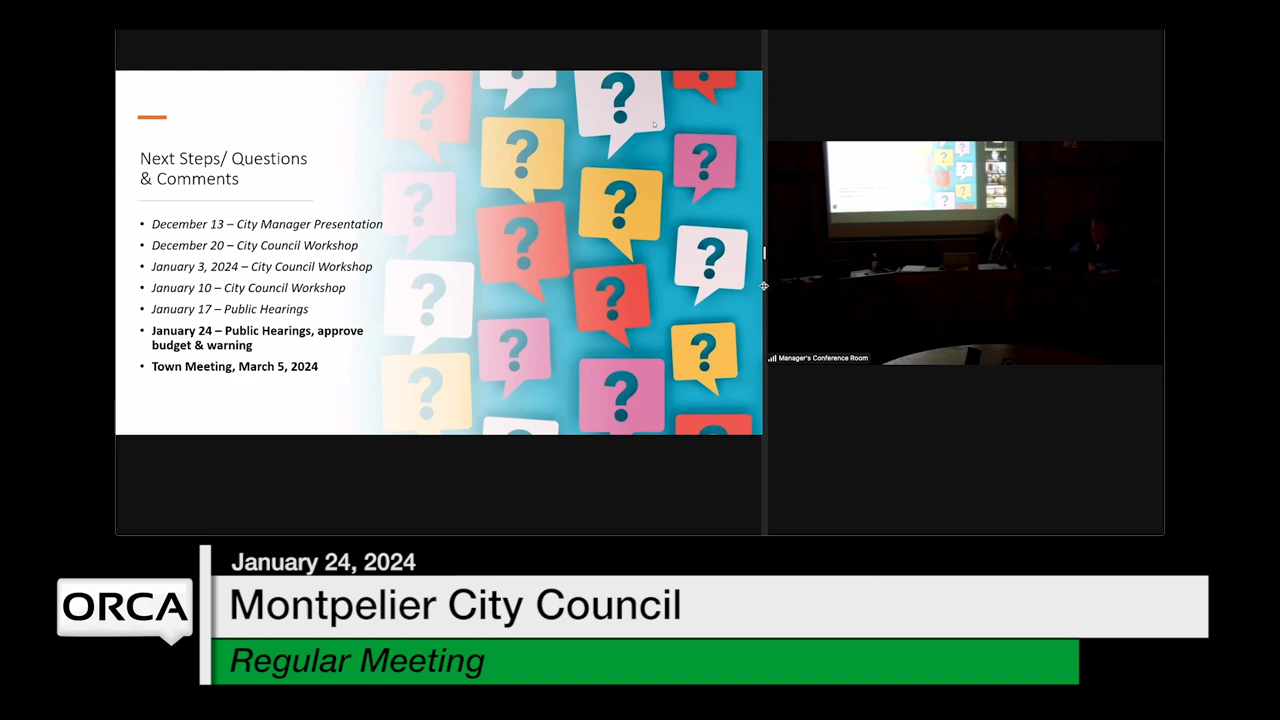 Next Steps/ Questions
& Comments
• December 13 – City Manager Presentation
• December 20 – City Council Workshop
• January 3, 2024 – City Council Workshop
• January 10 – City Council Workshop
• January 17 – Public Hearings
• January 24 – Public Hearings, approve
budget & warning
• Town Meeting, March 5, 2024
Manager's Conference Room
January 24, 2024
ORCA
Montpelier City Council
Regular Meeting